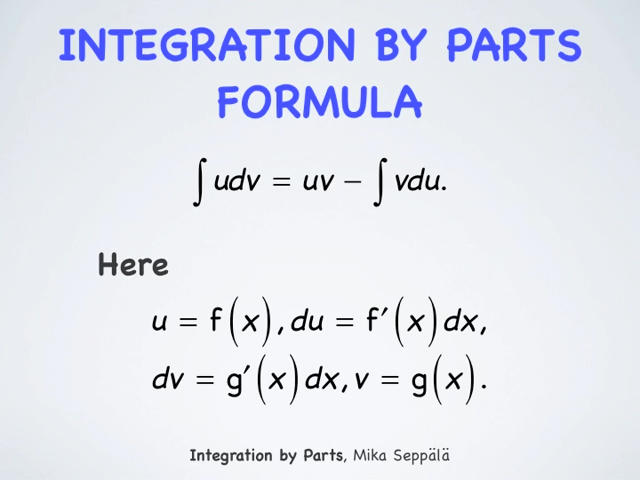 INTEGRATION BY PARTS
FORMULA
∫udv = uv − ∫vdu.
Here
u = f(x), du = f′(x)dx,
dv = g′(x)dx, v = g(x).
Integration by Parts, Mika Seppälä